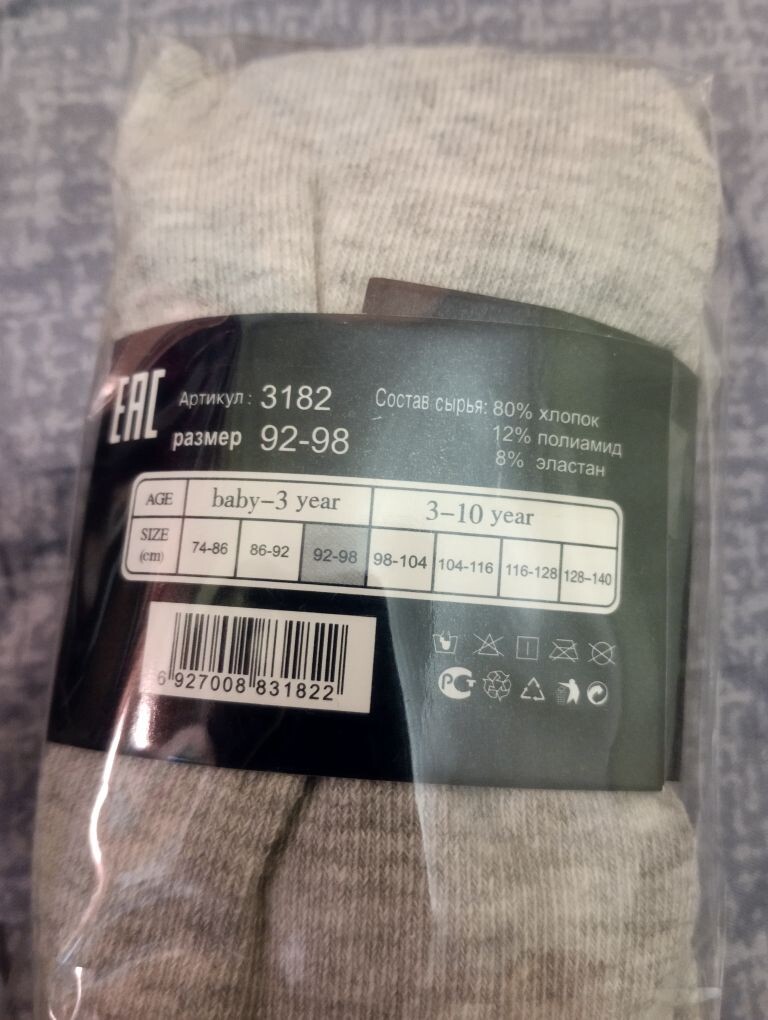 EAC
Артикул: 3182
размер 92-98
Состав сырья: 80% хлопок
12% полиамид
8% эластан
AGE baby-3 year 3-10 year
SIZE (cm) 74-86 86-92 92-98 98-104 104-116 116-128 128-140
6 927008 831822
РСТ